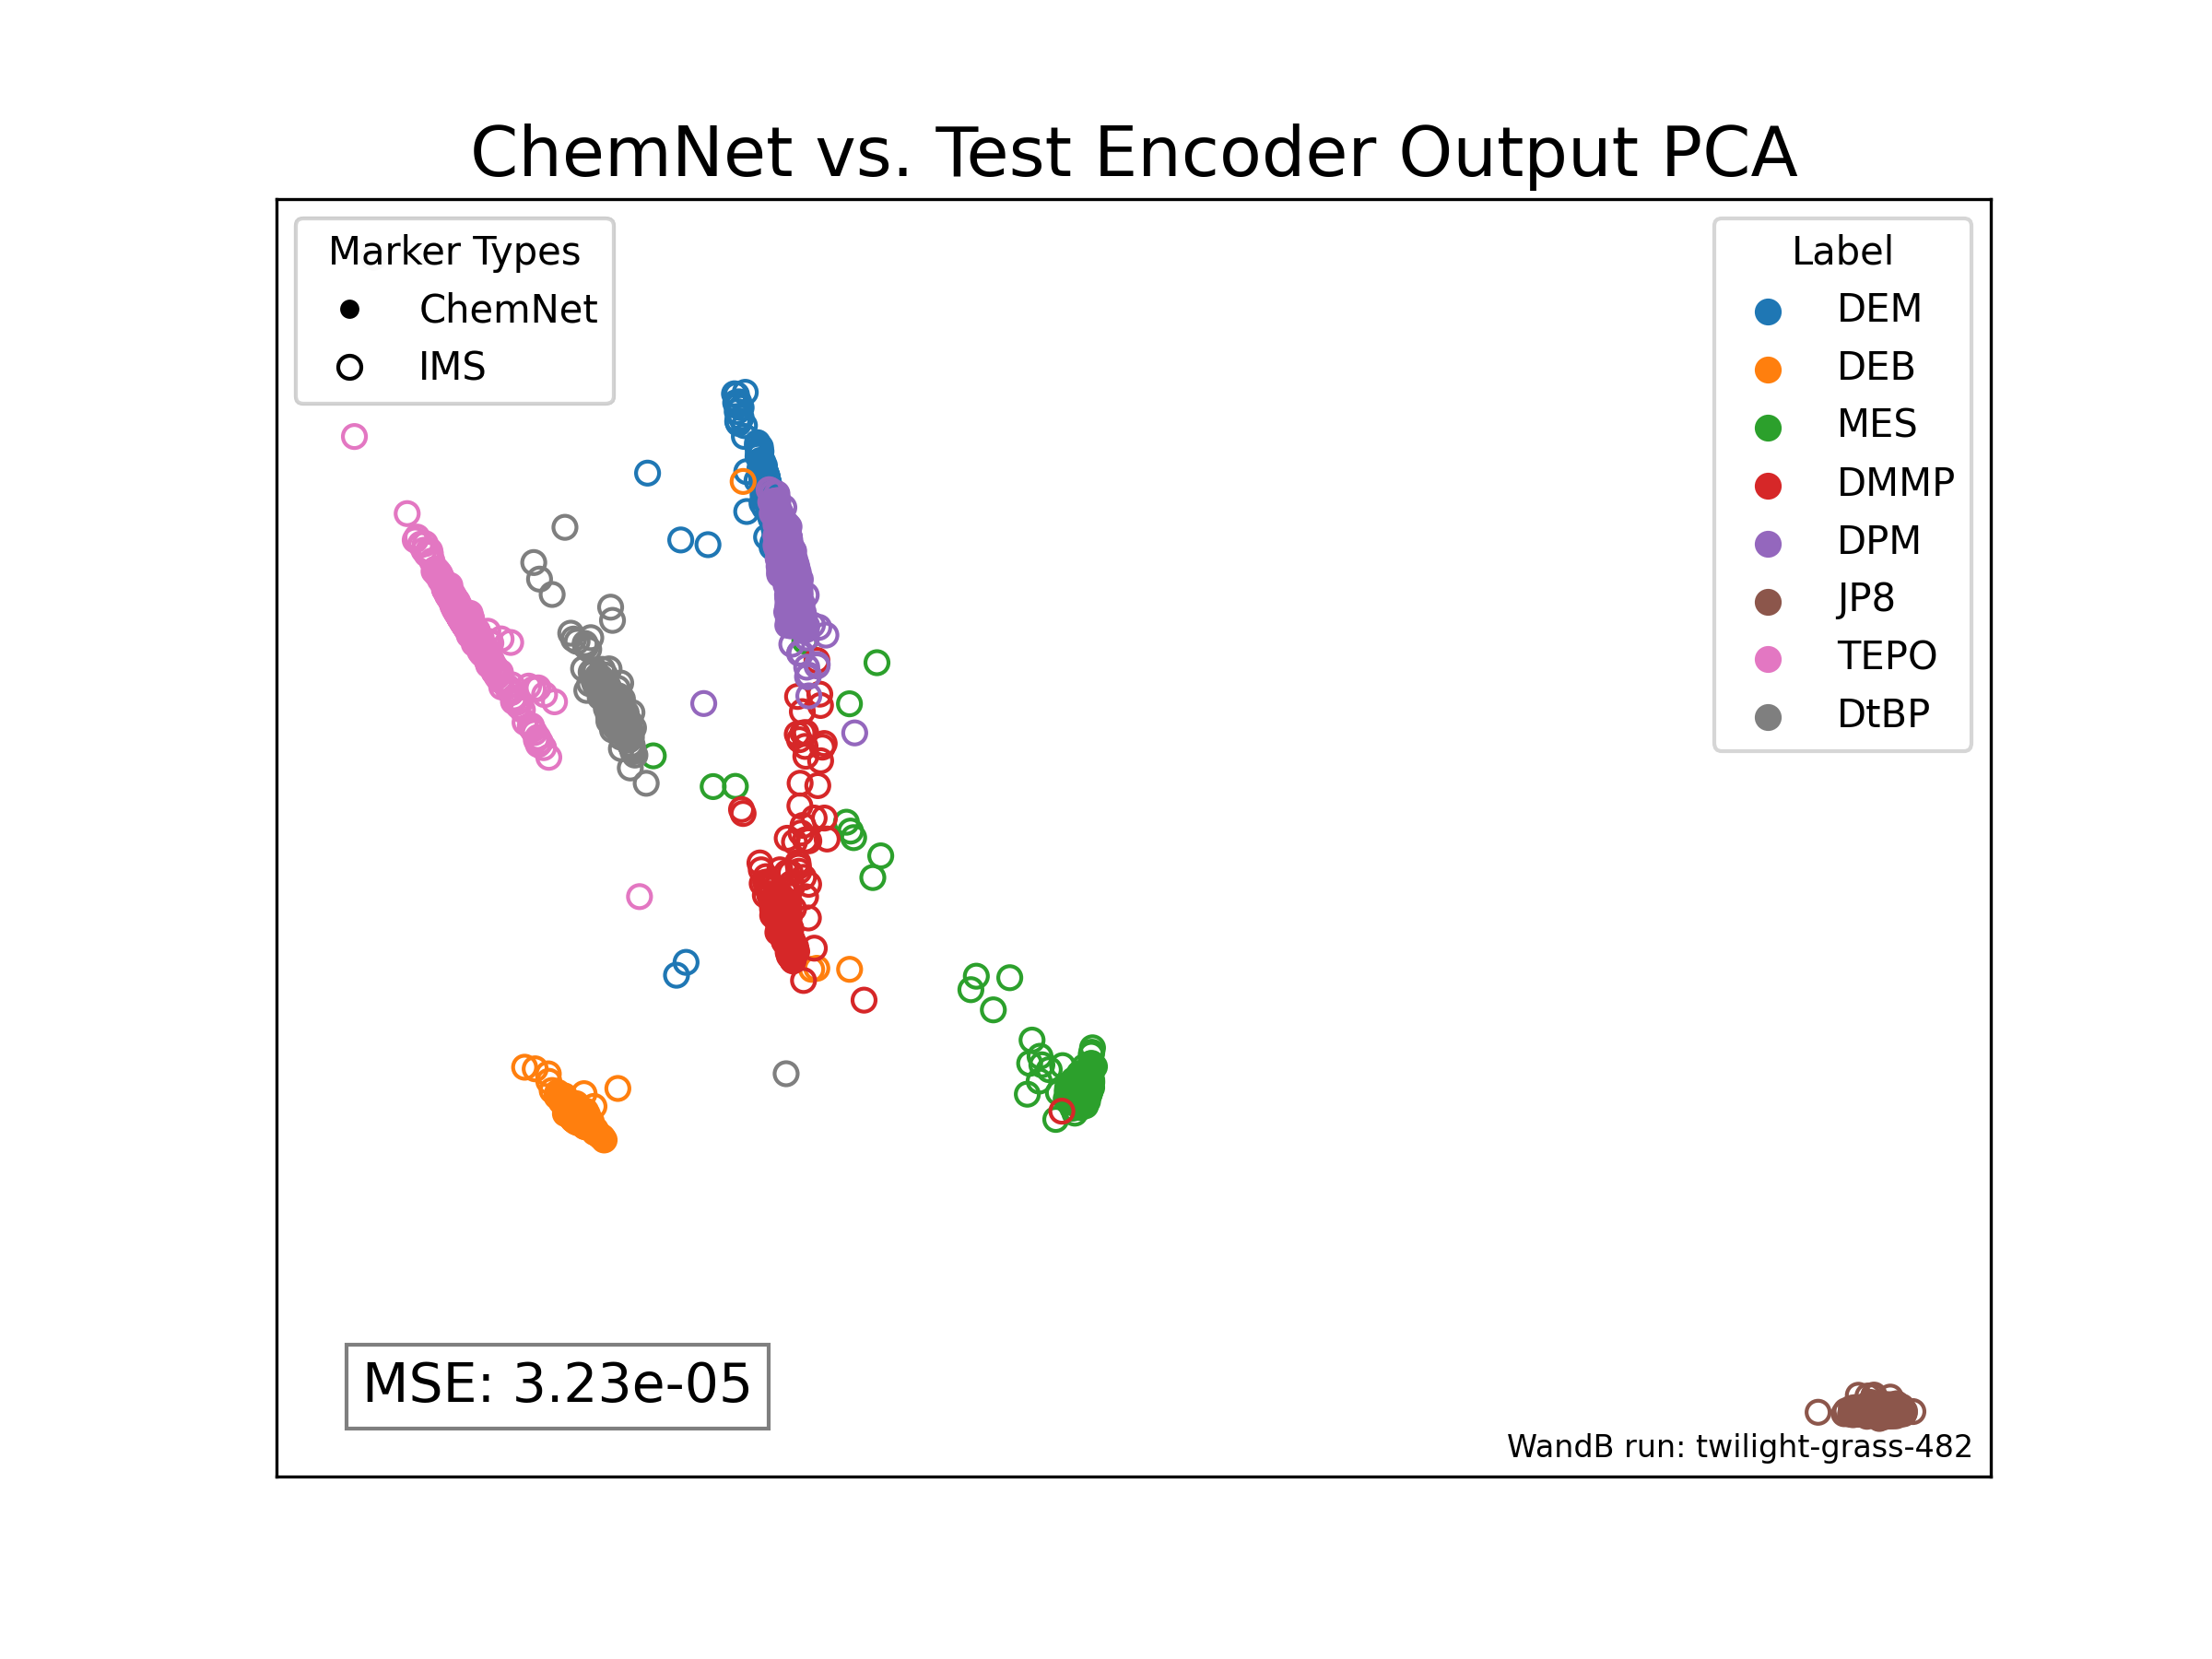 ChemNet vs. Test Encoder Output PCA
Marker Types
ChemNet
IMS
Label
DEM
DEB
MES
DMMP
DPM
JP8
TEPO
DtBP
MSE: 3.23e-05
WandB run: twilight-grass-482